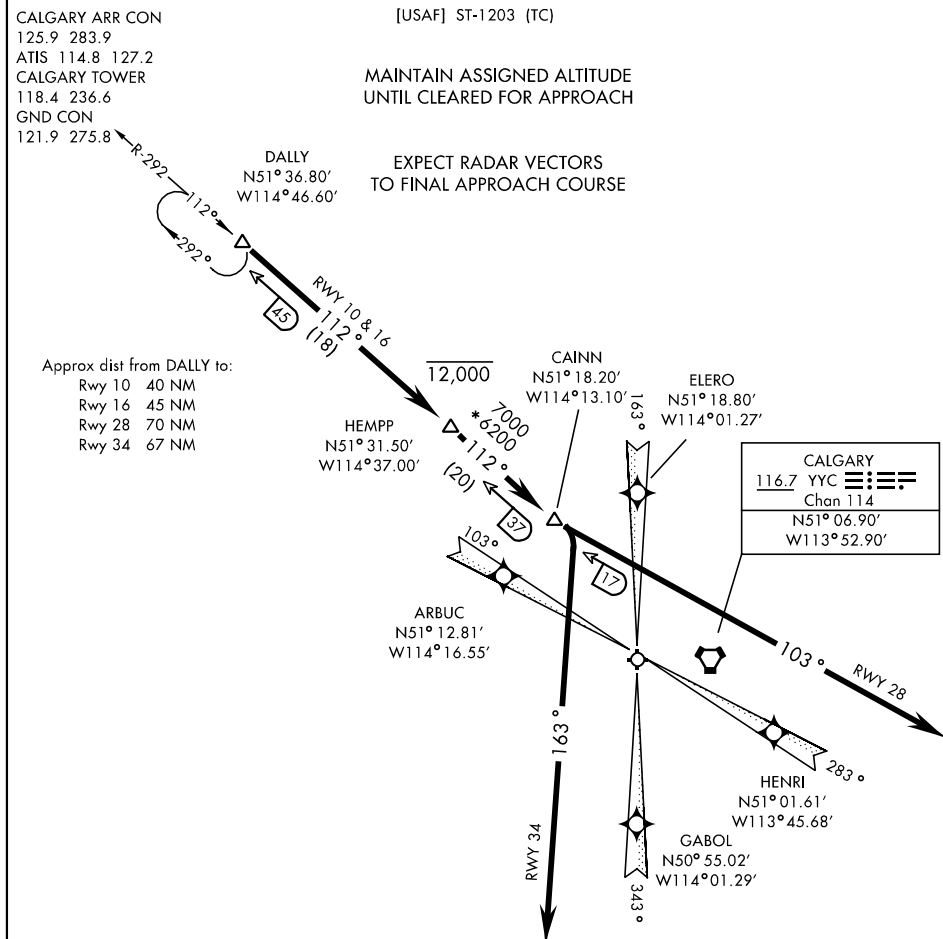 CALGARY ARR CON
125.9 283.9
ATIS 114.8 127.2
CALGARY TOWER
118.4 236.6
GND CON
121.9 275.8
[USAF] ST-1203 (TC)
MAINTAIN ASSIGNED ALTITUDE
UNTIL CLEARED FOR APPROACH
EXPECT RADAR VECTORS
TO FINAL APPROACH COURSE
R-292
112°
292°
DALLY
N51° 36.80'
W114° 46.60'
45
RWY 10 & 16
112°
(18)
Approx dist from DALLY to:
Rwy 10 40 NM
Rwy 16 45 NM
Rwy 28 70 NM
Rwy 34 67 NM
12,000
HEMPP
N51° 31.50'
W114° 37.00'
7000
*6200
112°
(20)
37
CAINN
N51° 18.20'
W114° 13.10'
163°
ELERO
N51° 18.80'
W114° 01.27'
CALGARY
116.7 YYC
Chan 114
N51° 06.90'
W113° 52.90'
103°
17
ARBUC
N51° 12.81'
W114° 16.55'
103°
RWY 28
163°
RWY 34
283°
HENRI
N51° 01.61'
W113° 45.68'
GABOL
N50° 55.02'
W114° 01.29'
343°